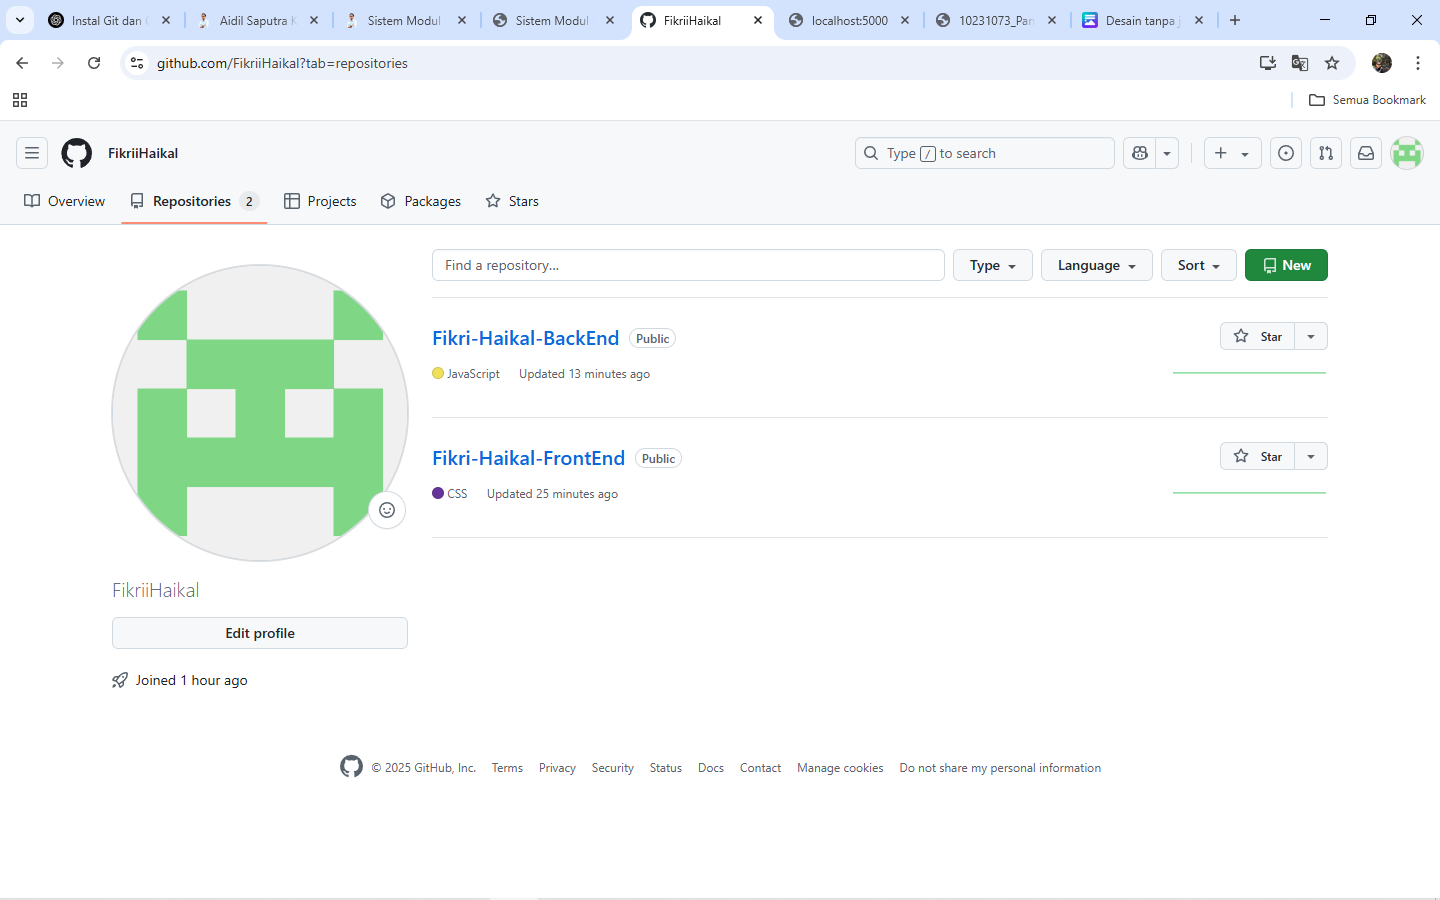 Instal Git dan
Aidil Saputra K
Sistem Modul
Sistem Modul
FikriiHaikal
localhost:5000
10231073_Pan
Desain tanpa j
github.com/FikriiHaikal?tab=repositories
Semua Bookmark
FikriiHaikal
Type / to search
Overview
Repositories 2
Projects
Packages
Stars
Find a repository...
Type
Language
Sort
New
Fikri-Haikal-BackEnd Public
Star
JavaScript Updated 13 minutes ago
Fikri-Haikal-FrontEnd Public
Star
CSS Updated 25 minutes ago
FikriiHaikal
Edit profile
Joined 1 hour ago
© 2025 GitHub, Inc. Terms Privacy Security Status Docs Contact Manage cookies Do not share my personal information